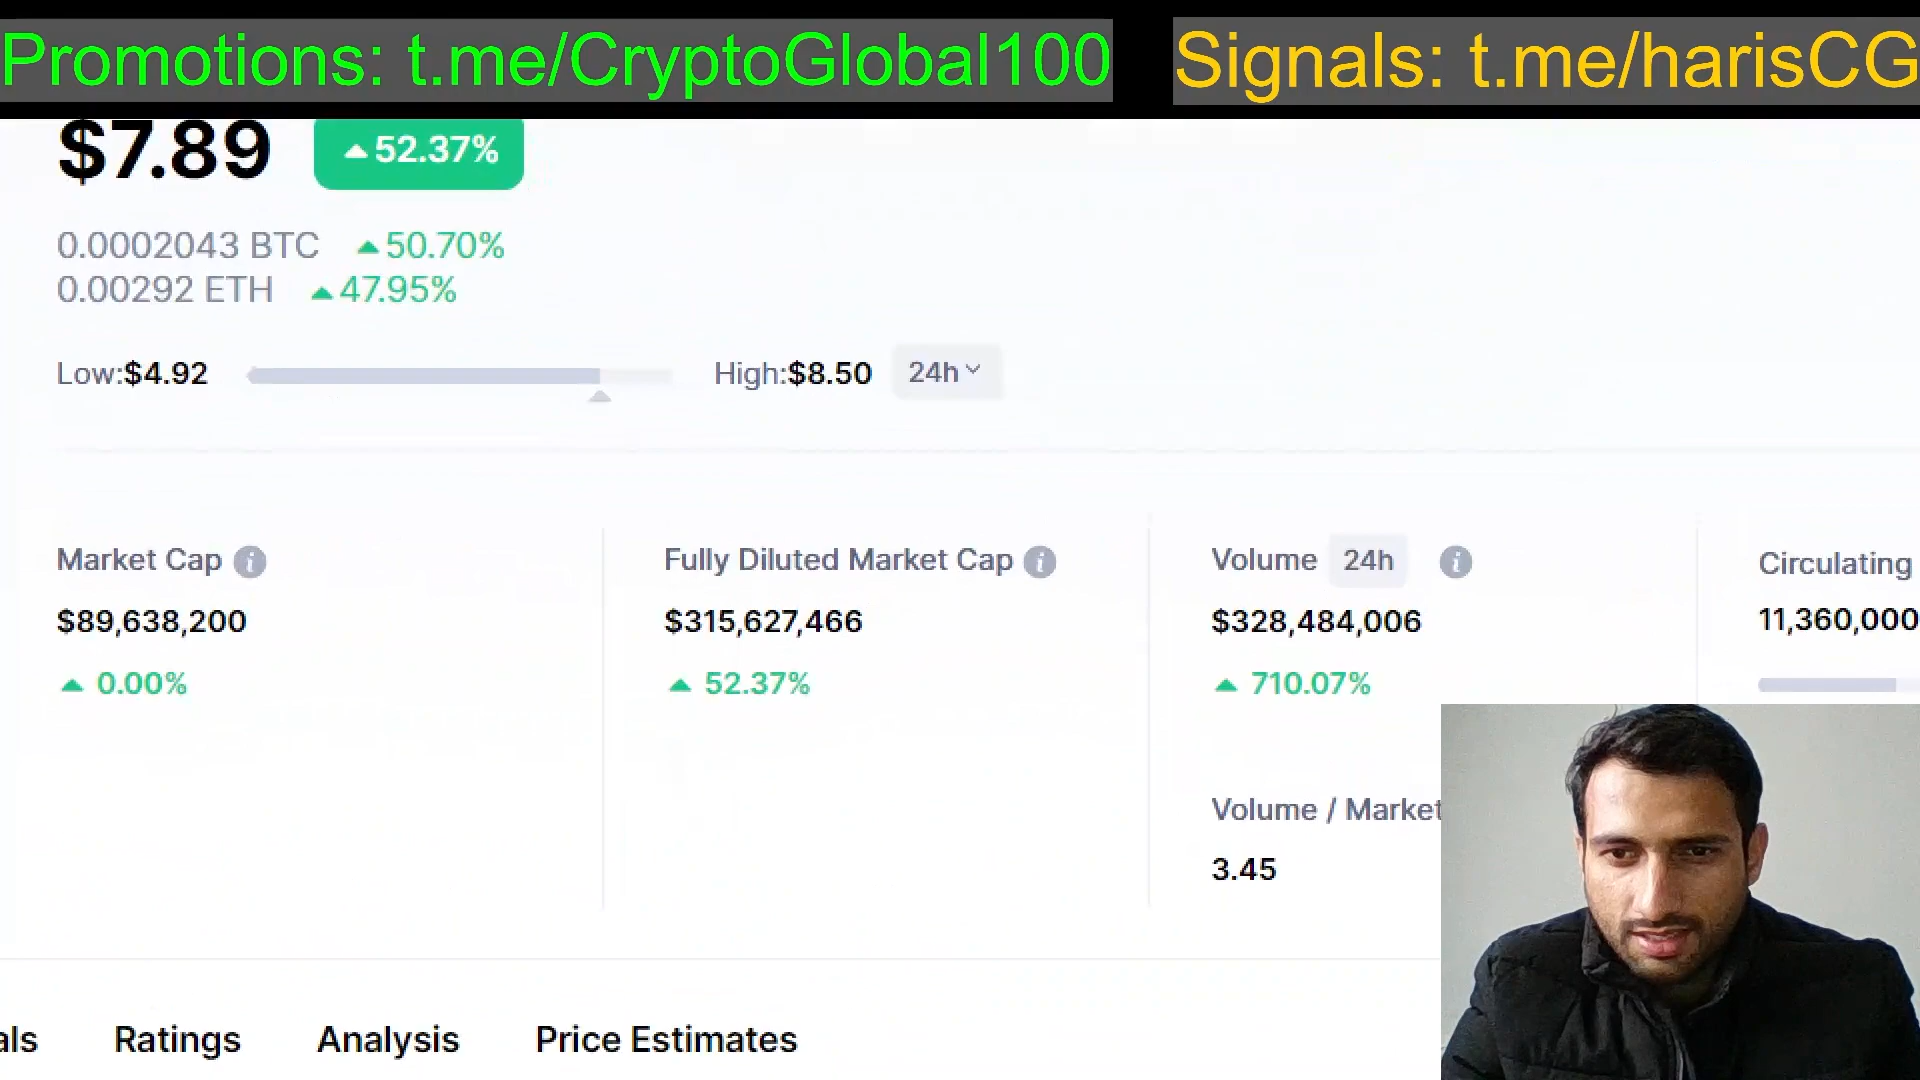 Promotions: t.me/CryptoGlobal100 Signals: t.me/harisCG
$7.89 52.37%
0.0002043 BTC 50.70%
0.00292 ETH 47.95%
Low:$4.92 High:$8.50 24h
Market Cap Fully Diluted Market Cap Volume 24h Circulating
$89,638,200 $315,627,466 $328,484,006 11,360,000
0.00% 52.37% 710.07%
Volume / Market
3.45
als Ratings Analysis Price Estimates